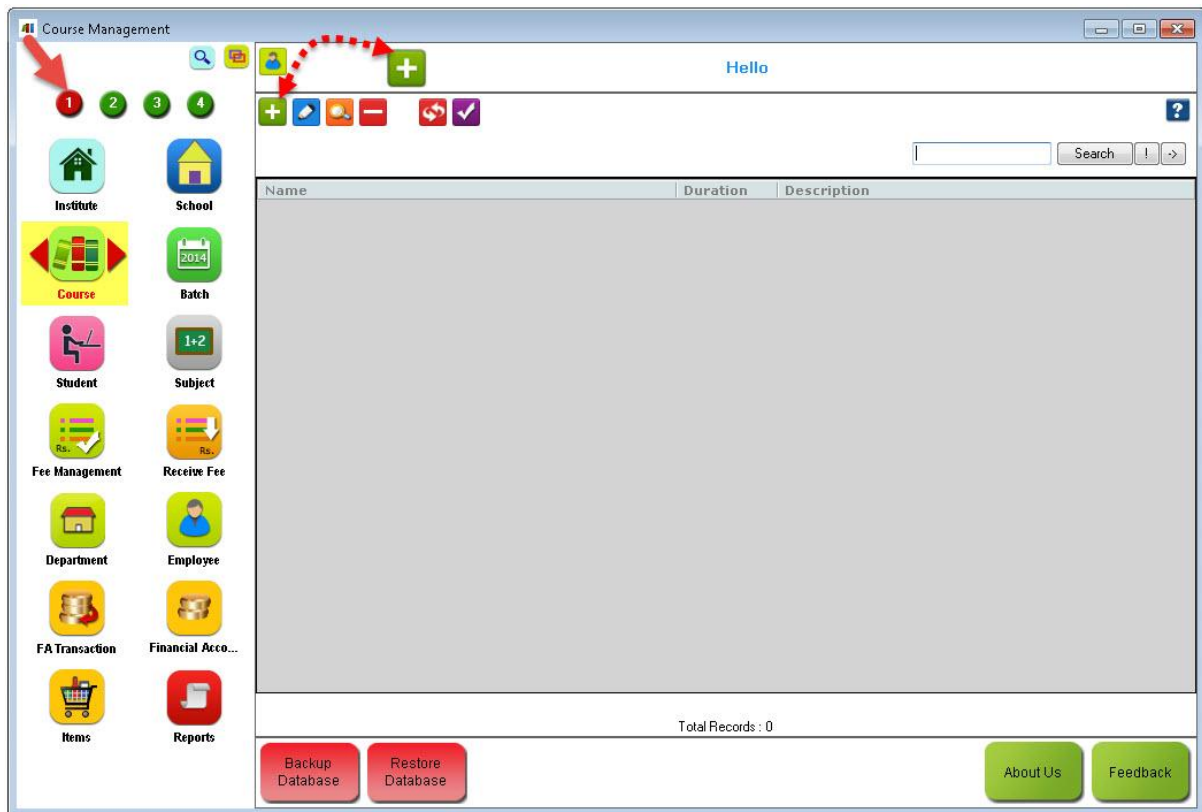 Course Management
Hello
1 2 3 4
?
Search ! ->
Institute School
Name Duration Description
2014
Course Batch
1+2
Student Subject
Rs. Rs.
Fee Management Receive Fee
Department Employee
FA Transaction Financial Acco...
Items Reports
Total Records : 0
Backup Database
Restore Database
About Us
Feedback